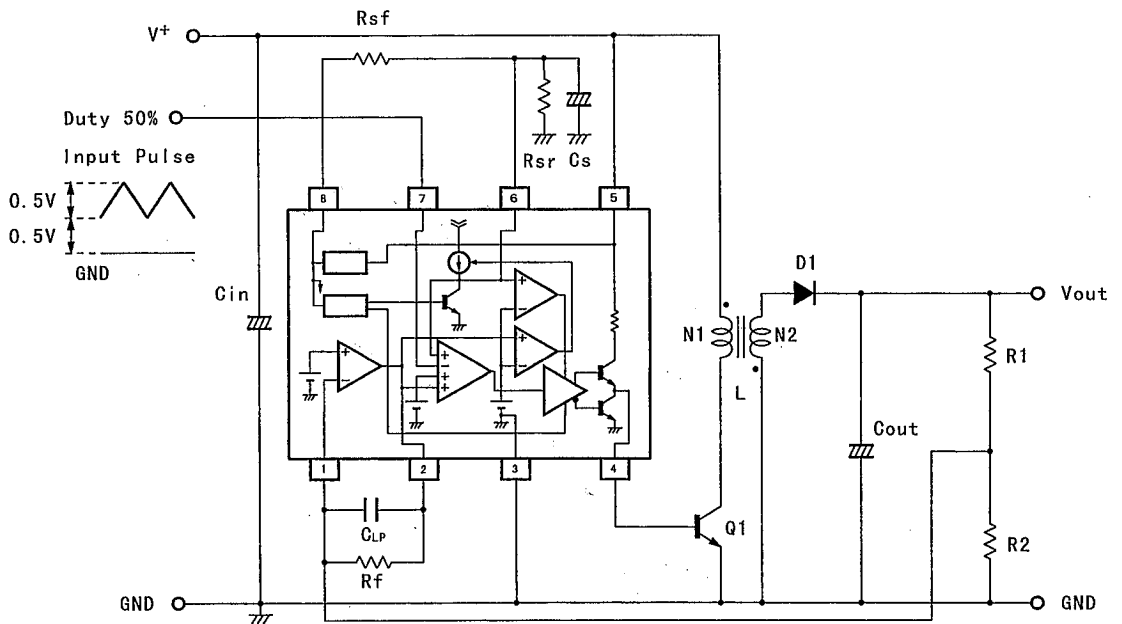 Rsf
V+
Duty 50%
Input Pulse
Rsr Cs
0.5V
0.5V
GND
8
7
6
5
Cin
D1
Vout
N1
N2
R1
L
Cout
1
2
3
4
CLP
Q1
R2
Rf
GND
GND